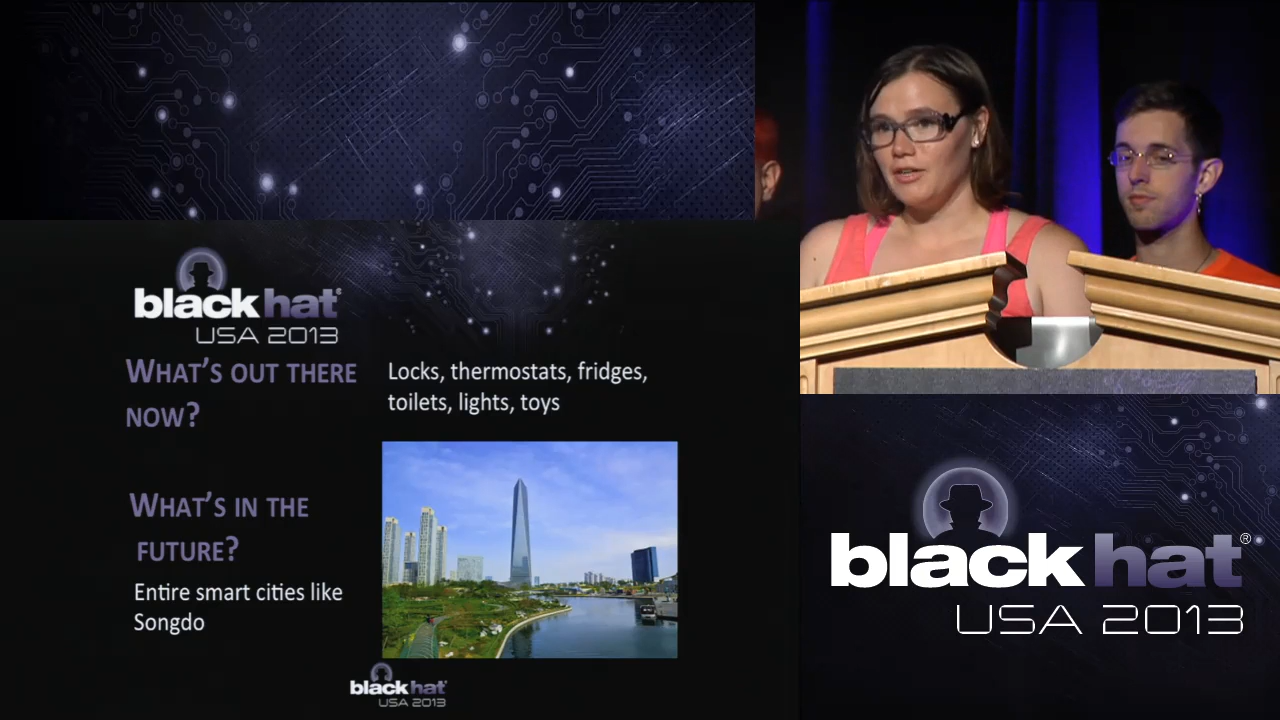 black hat®
USA 2013
WHAT'S OUT THERE
NOW?
Locks, thermostats, fridges,
toilets, lights, toys
WHAT'S IN THE
FUTURE?
Entire smart cities like
Songdo
black hat
USA 2013
black hat®
USA 2013